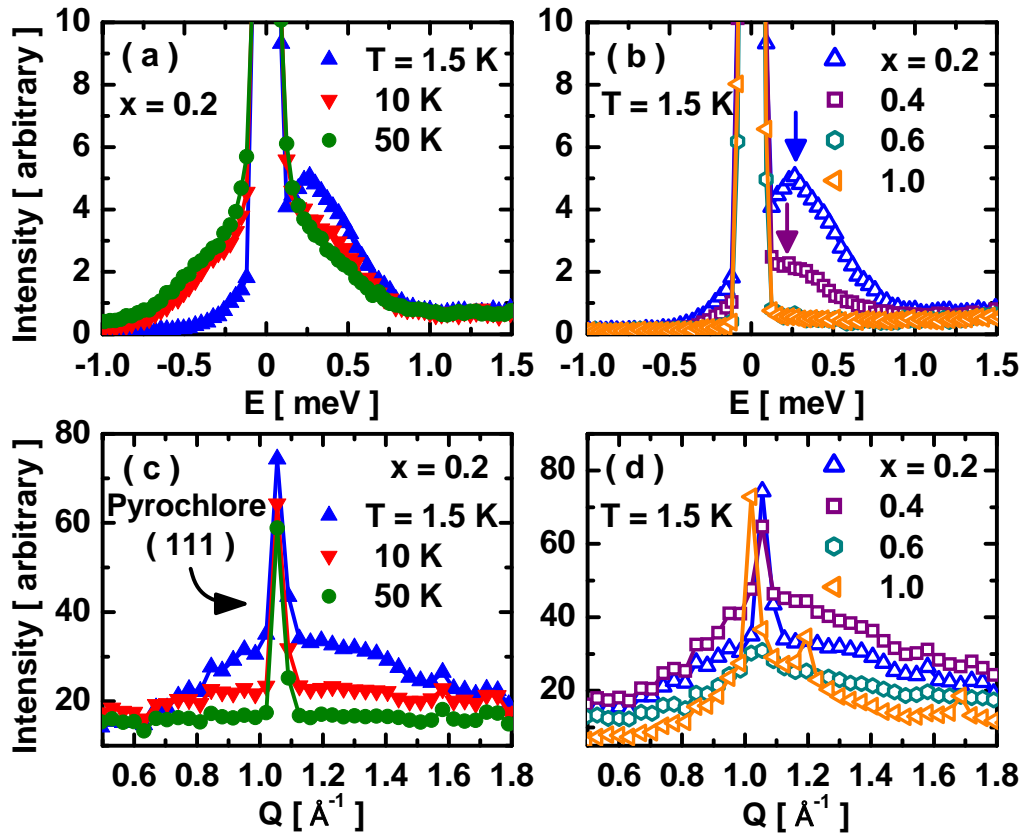 ( a )
x = 0.2
T = 1.5 K
10 K
50 K
Intensity [ arbitrary ]
10
8
6
4
2
0
-1.0 -0.5 0 0.5 1.0 1.5
E [ meV ]
( b )
T = 1.5 K
x = 0.2
0.4
0.6
1.0
10
8
6
4
2
0
-1.0 -0.5 0 0.5 1.0 1.5
E [ meV ]
( c )
x = 0.2
Pyrochlore
( 111 )
T = 1.5 K
10 K
50 K
Intensity [ arbitrary ]
80
60
40
20
0.6 0.8 1.0 1.2 1.4 1.6 1.8
Q [ Å-1 ]
( d )
T = 1.5 K
x = 0.2
0.4
0.6
1.0
80
60
40
20
0.6 0.8 1.0 1.2 1.4 1.6 1.8
Q [ Å-1 ]